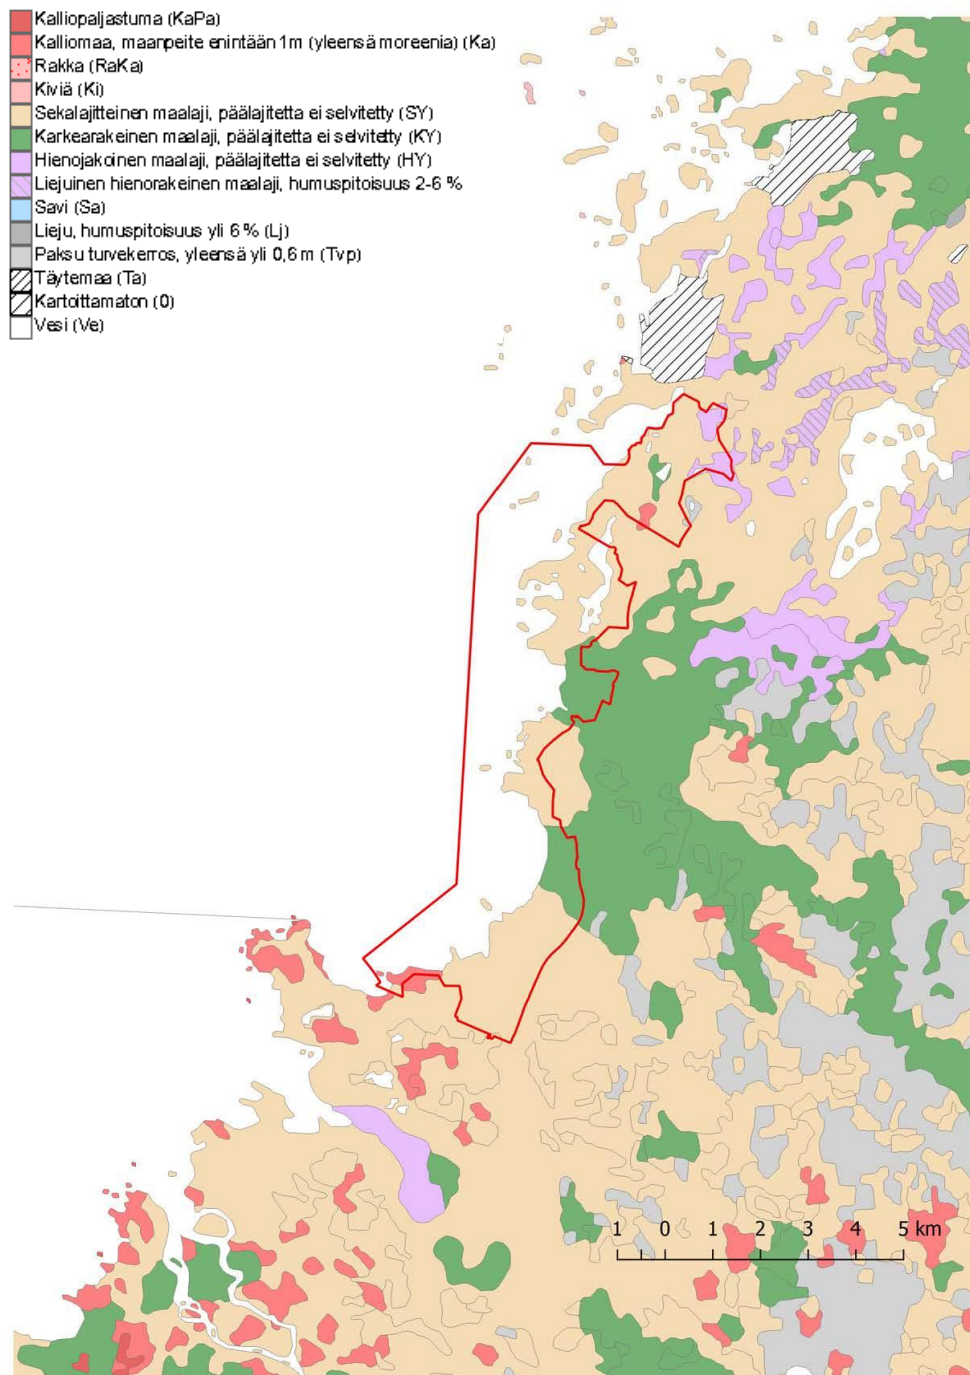 Kalliopaljastuma (KaPa)
Kalliomaa, maanpeite enintään 1m (yleensä moreenia) (Ka)
Rakka (RaKa)
Kiviä (Ki)
Sekalajitteinen maalaji, päälajitetta ei selvitetty (SY)
Karkearakeinen maalaji, päälajitetta ei selvitetty (KY)
Hienojakoinen maalaji, päälajitetta ei selvitetty (HY)
Liejuinen hienorakeinen maalaji, humuspitoisuus 2-6 %
Savi (Sa)
Lieju, humuspitoisuus yli 6 % (Lj)
Paksu turvekerros, yleensä yli 0,6 m (Tvp)
Täytemaa (Ta)
Kartoittamaton (0)
Vesi (Ve)
1 0 1 2 3 4 5 km